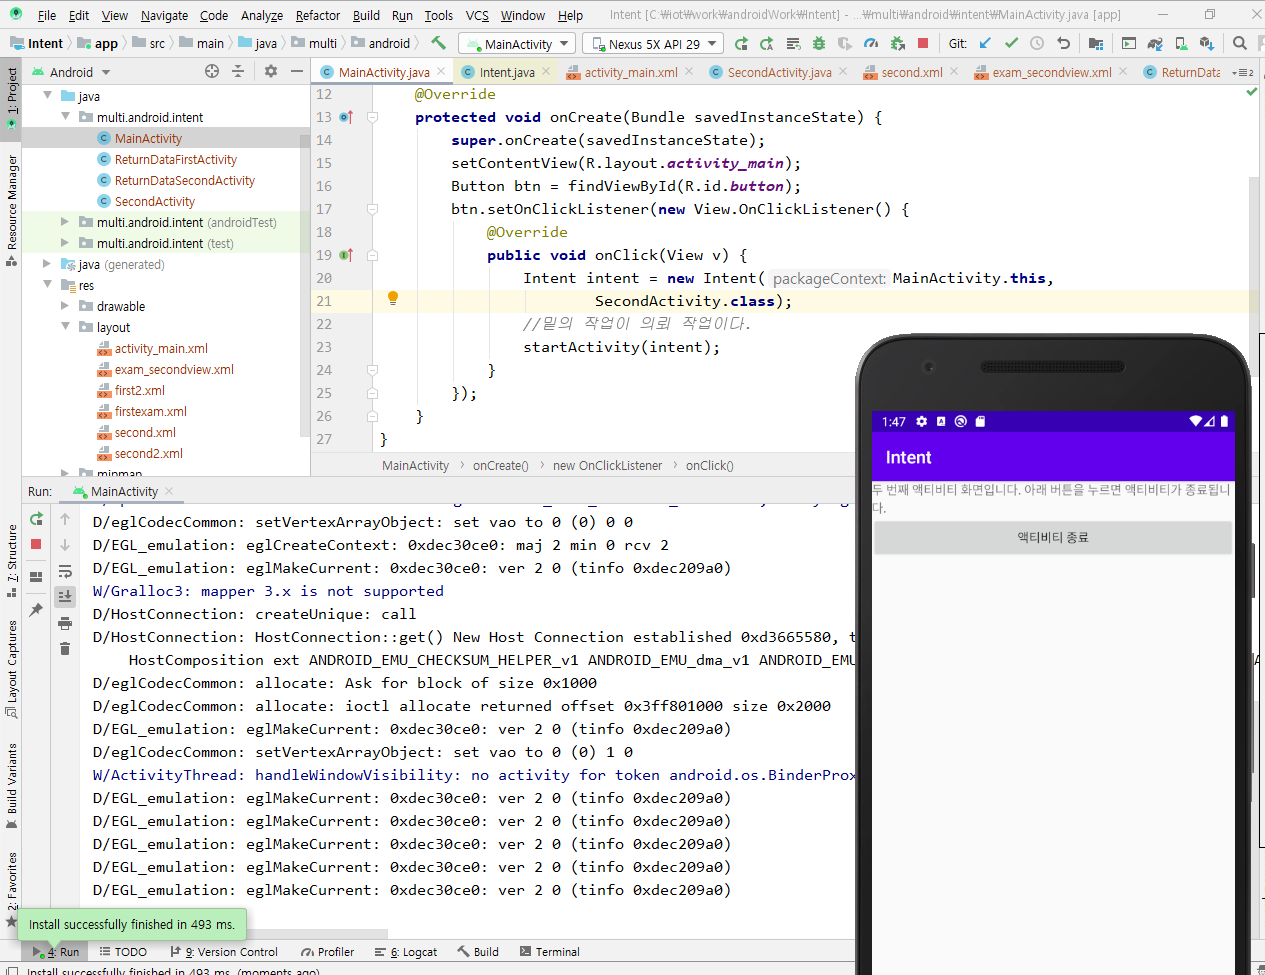 File Edit View Navigate Code Analyze Refactor Build Run Tools VCS Window Help Intent [C:₩iot₩work₩androidWork₩Intent] - ...₩multi₩android₩intent₩MainActivity.java [app]
Intent app src main java multi android MainActivity Nexus 5X API 29 Git:
Android
MainActivity.java Intent.java activity_main.xml SecondActivity.java second.xml exam_secondview.xml ReturnData
1: Project
Resource Manager
7: Structure
Layout Captures
Build Variants
2: Favorites
java
multi.android.intent
MainActivity
ReturnDataFirstActivity
ReturnDataSecondActivity
SecondActivity
multi.android.intent (androidTest)
multi.android.intent (test)
java (generated)
res
drawable
layout
activity_main.xml
exam_secondview.xml
first2.xml
firstexam.xml
second.xml
second2.xml
mipmap
12 @Override
13 protected void onCreate(Bundle savedInstanceState) {
14 super.onCreate(savedInstanceState);
15 setContentView(R.layout.activity_main);
16 Button btn = findViewById(R.id.button);
17 btn.setOnClickListener(new View.OnClickListener() {
18 @Override
19 public void onClick(View v) {
20 Intent intent = new Intent( packageContext: MainActivity.this,
21 SecondActivity.class);
22 //밑의 작업이 의뢰 작업이다.
23 startActivity(intent);
24 }
25 });
26 }
27 }
MainActivity › onCreate() › new OnClickListener › onClick()
Run: MainActivity
D/eglCodecCommon: setVertexArrayObject: set vao to 0 (0) 0 0
D/EGL_emulation: eglCreateContext: 0xdec30ce0: maj 2 min 0 rcv 2
D/EGL_emulation: eglMakeCurrent: 0xdec30ce0: ver 2 0 (tinfo 0xdec209a0)
W/Gralloc3: mapper 3.x is not supported
D/HostConnection: createUnique: call
D/HostConnection: HostConnection::get() New Host Connection established 0xd3665580, t
HostComposition ext ANDROID_EMU_CHECKSUM_HELPER_v1 ANDROID_EMU_dma_v1 ANDROID_EMU
D/eglCodecCommon: allocate: Ask for block of size 0x1000
D/eglCodecCommon: allocate: ioctl allocate returned offset 0x3ff801000 size 0x2000
D/EGL_emulation: eglMakeCurrent: 0xdec30ce0: ver 2 0 (tinfo 0xdec209a0)
D/eglCodecCommon: setVertexArrayObject: set vao to 0 (0) 1 0
W/ActivityThread: handleWindowVisibility: no activity for token android.os.BinderProx
D/EGL_emulation: eglMakeCurrent: 0xdec30ce0: ver 2 0 (tinfo 0xdec209a0)
D/EGL_emulation: eglMakeCurrent: 0xdec30ce0: ver 2 0 (tinfo 0xdec209a0)
D/EGL_emulation: eglMakeCurrent: 0xdec30ce0: ver 2 0 (tinfo 0xdec209a0)
D/EGL_emulation: eglMakeCurrent: 0xdec30ce0: ver 2 0 (tinfo 0xdec209a0)
D/EGL_emulation: eglMakeCurrent: 0xdec30ce0: ver 2 0 (tinfo 0xdec209a0)
1:47
Intent
두 번째 액티비티 화면입니다. 아래 버튼을 누르면 액티비티가 종료됩니
다.
액티비티 종료
Install successfully finished in 493 ms.
4: Run TODO 9: Version Control Profiler 6: Logcat Build Terminal
Install successfully finished in 493 ms. (moments ago)